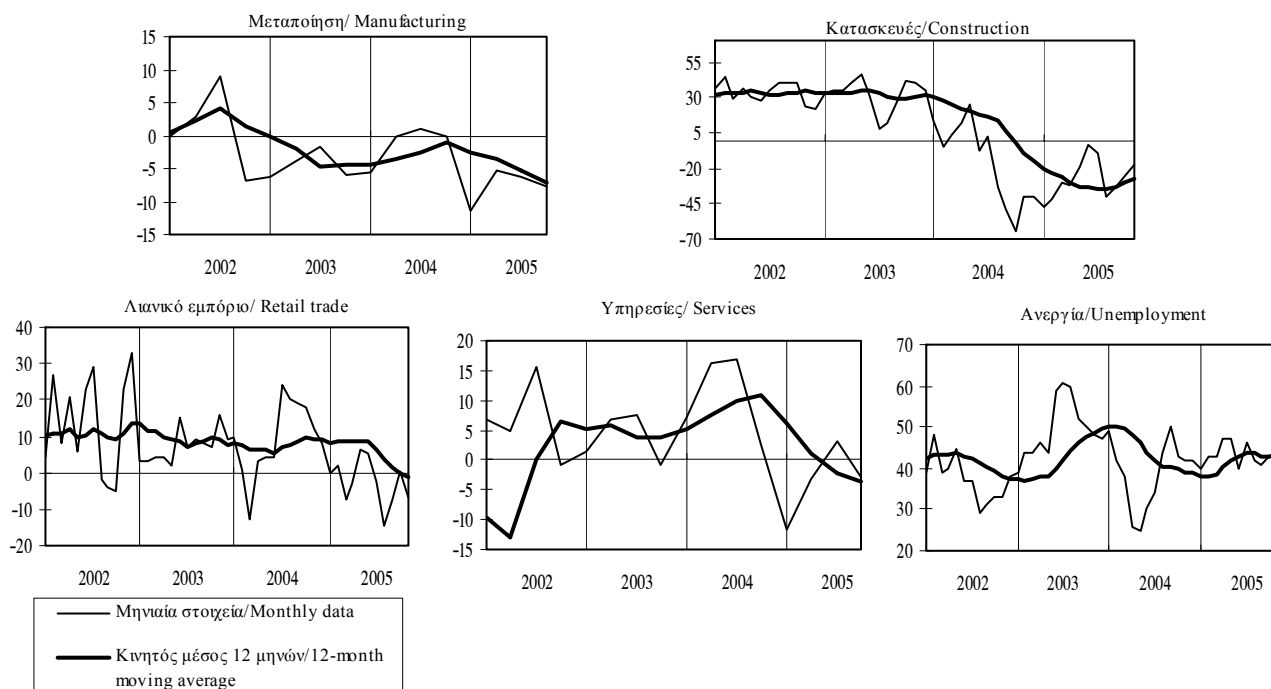 Μεταποίηση/ Manufacturing
15
10
5
0
-5
-10
-15
2002 2003 2004 2005
Κατασκευές/Construction
55
30
5
-20
-45
-70
2002 2003 2004 2005
Λιανικό εμπόριο/ Retail trade
40
30
20
10
0
-10
-20
2002 2003 2004 2005
Υπηρεσίες/ Services
20
15
10
5
0
-5
-10
-15
2002 2003 2004 2005
Ανεργία/Unemployment
70
60
50
40
30
20
2002 2003 2004 2005
Μηνιαία στοιχεία/Monthly data
Κινητός μέσος 12 μηνών/12-month
moving average